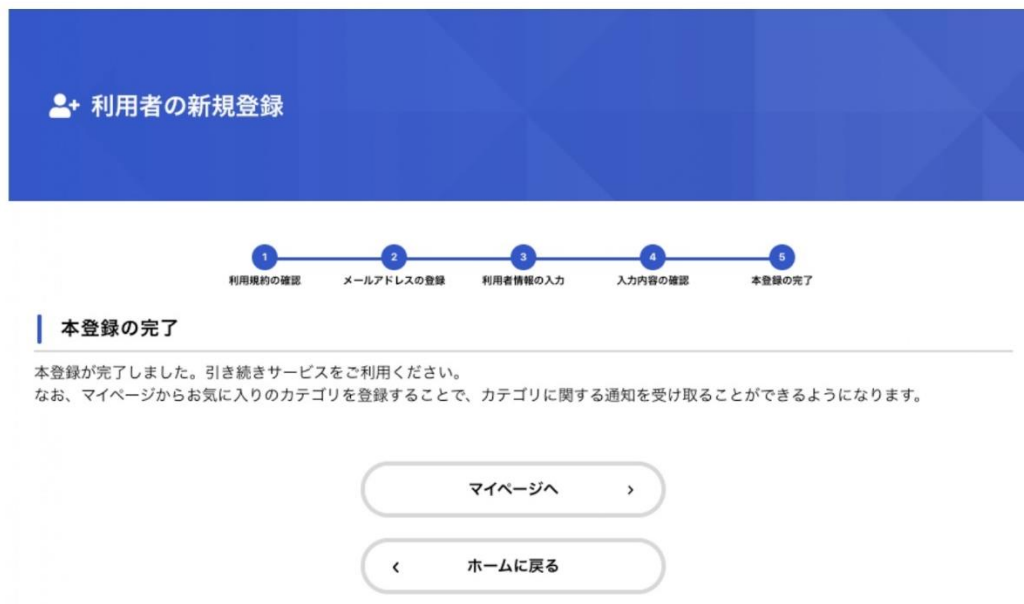 利用者の新規登録
1
2
3
4
5
利用規約の確認
メールアドレスの登録
利用者情報の入力
入力内容の確認
本登録の完了
本登録の完了
本登録が完了しました。引き続きサービスをご利用ください。
なお、マイページからお気に入りのカテゴリを登録することで、カテゴリに関する通知を受け取ることができるようになります。
マイページへ
ホームに戻る